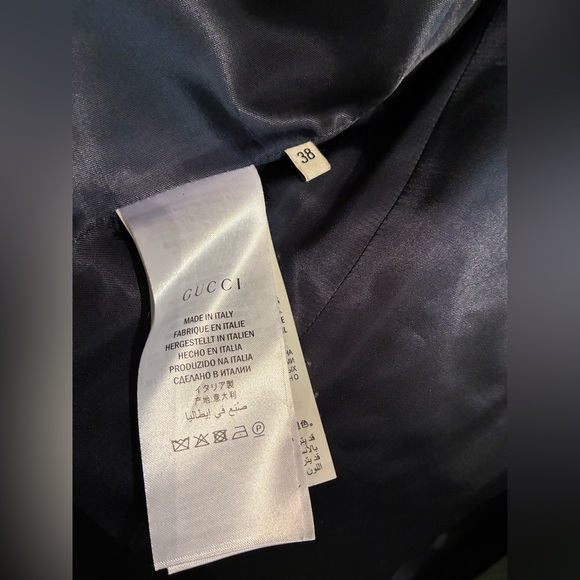 38
GUCCI
MADE IN ITALY
FABRIQUE EN ITALIE
HERGESTELLT IN ITALIEN
HECHO EN ITALIA
PRODUZIDO NA ITALIA
СДЕЛАНО В ИТАЛИИ
イタリア製
产地:意大利
صنع في إيطاليا
P